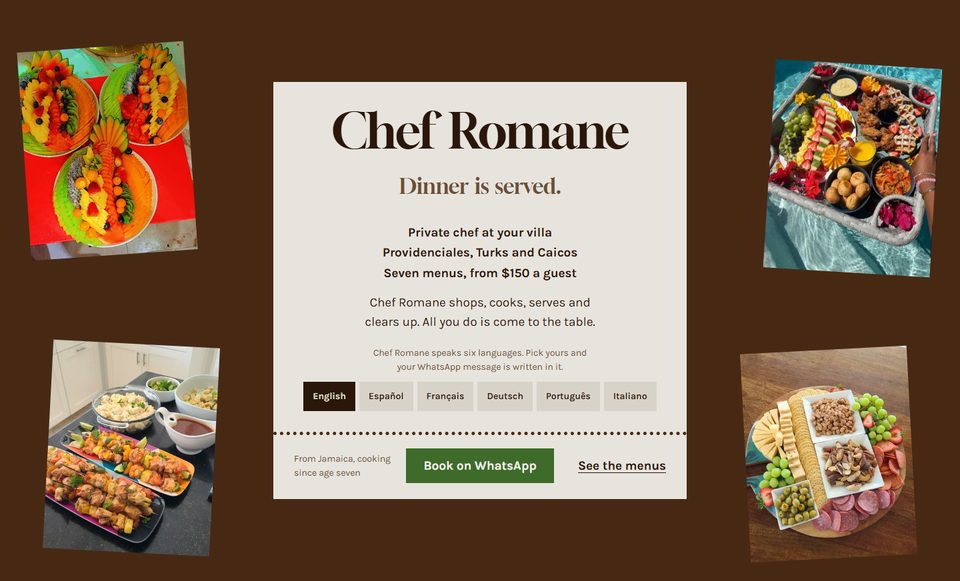 Chef Romane
Dinner is served.
Private chef at your villa
Providenciales, Turks and Caicos
Seven menus, from $150 a guest
Chef Romane shops, cooks, serves and
clears up. All you do is come to the table.
Chef Romane speaks six languages. Pick yours and
your WhatsApp message is written in it.
English Español Français Deutsch Português Italiano
From Jamaica, cooking
since age seven
Book on WhatsApp
See the menus